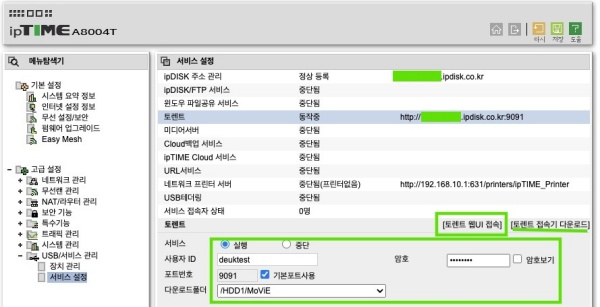 ipTIME A8004T
마시 저장 도움
메뉴탐색기
기본 설정
시스템 요약 정보
인터넷 설정 정보
무선 설정/보안
펌웨어 업그레이드
Easy Mesh
고급 설정
네트워크 관리
무선랜 관리
NAT/라우터 관리
보안 기능
특수기능
트래픽 관리
시스템 관리
USB/서비스 관리
장치 관리
서비스 설정
서비스 설정
ipDISK 주소 관리 정상 등록 .ipdisk.co.kr
ipDISK/FTP 서비스 중단됨
윈도우 파일공유 서비스 중단됨
토렌트 동작중 http:// .ipdisk.co.kr:9091
미디어서버 중단됨
Cloud백업 서비스 중단됨
ipTIME Cloud 서비스 중단됨
URL서비스 중단됨
네트워크 프린터 서버 중단됨(프린터없음) http://192.168.10.1:631/printers/ipTIME_Printer
USB테더링 중단됨
서비스 접속자 상태 0명
토렌트 [토렌트 웹UI 접속] [토렌트 접속기 다운로드]
서비스 실행 중단
사용자 ID deuktest 암호 •••••••• 암호보기
포트번호 9091 기본포트사용
다운로드폴더 /HDD1/MoViE